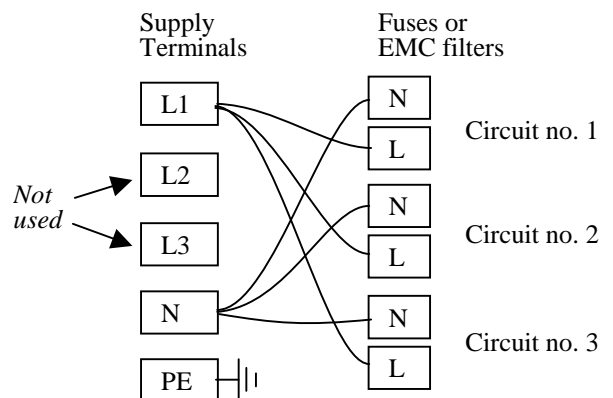 Supply
Terminals
Fuses or
EMC filters
L1
L2
L3
N
PE
Not
used
N
L
Circuit no. 1
N
L
Circuit no. 2
N
L
Circuit no. 3